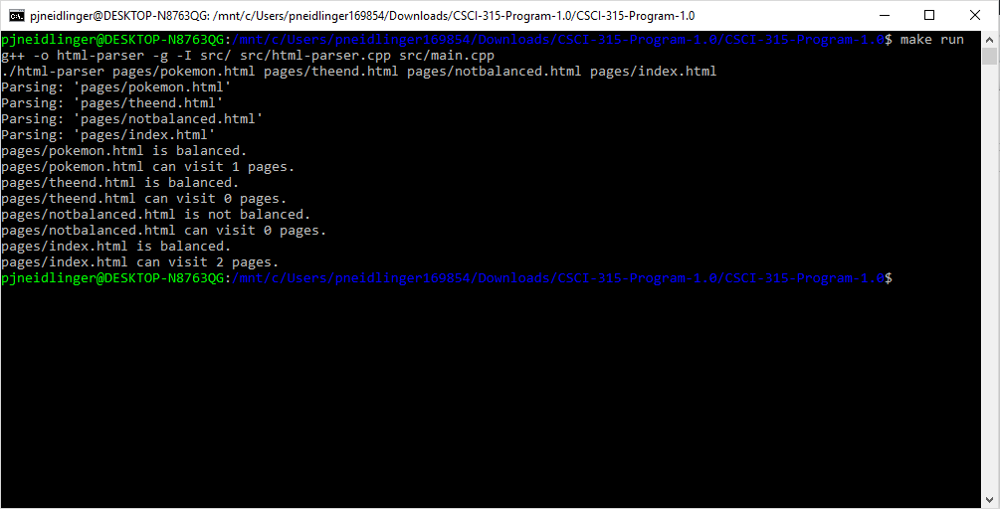 pjneidlinger@DESKTOP-N8763QG: /mnt/c/Users/pneidlinger169854/Downloads/CSCI-315-Program-1.0/CSCI-315-Program-1.0
pjneidlinger@DESKTOP-N8763QG:/mnt/c/Users/pneidlinger169854/Downloads/CSCI-315-Program-1.0/CSCI-315-Program-1.0$ make run
g++ -o html-parser -g -I src/ src/html-parser.cpp src/main.cpp
./html-parser pages/pokemon.html pages/theend.html pages/notbalanced.html pages/index.html
Parsing: 'pages/pokemon.html'
Parsing: 'pages/theend.html'
Parsing: 'pages/notbalanced.html'
Parsing: 'pages/index.html'
pages/pokemon.html is balanced.
pages/pokemon.html can visit 1 pages.
pages/theend.html is balanced.
pages/theend.html can visit 0 pages.
pages/notbalanced.html is not balanced.
pages/notbalanced.html can visit 0 pages.
pages/index.html is balanced.
pages/index.html can visit 2 pages.
pjneidlinger@DESKTOP-N8763QG:/mnt/c/Users/pneidlinger169854/Downloads/CSCI-315-Program-1.0/CSCI-315-Program-1.0$